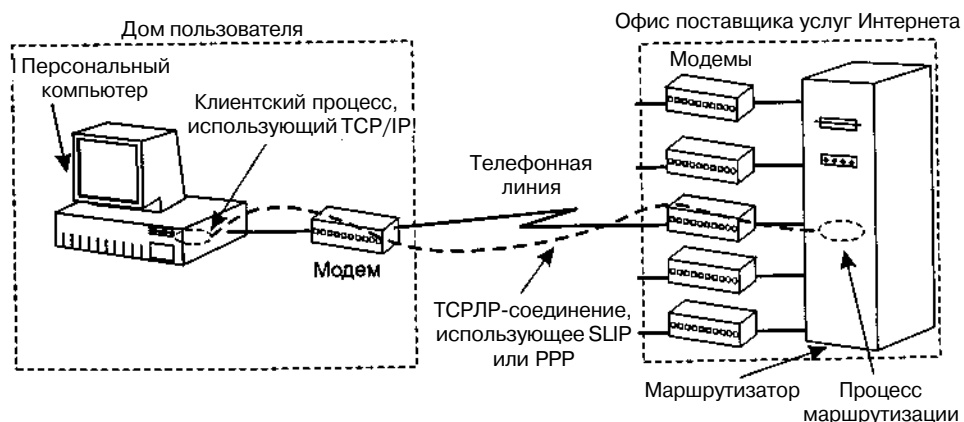 Дом пользователя
Офис поставщика услуг Интернета
Персональный
компьютер
Клиентский процесс,
использующий TCP/IP
Телефонная
линия
Модемы
Модем
ТСРЛР-соединение,
использующее SLIP
или PPP
Маршрутизатор
Процесс
маршрутизации